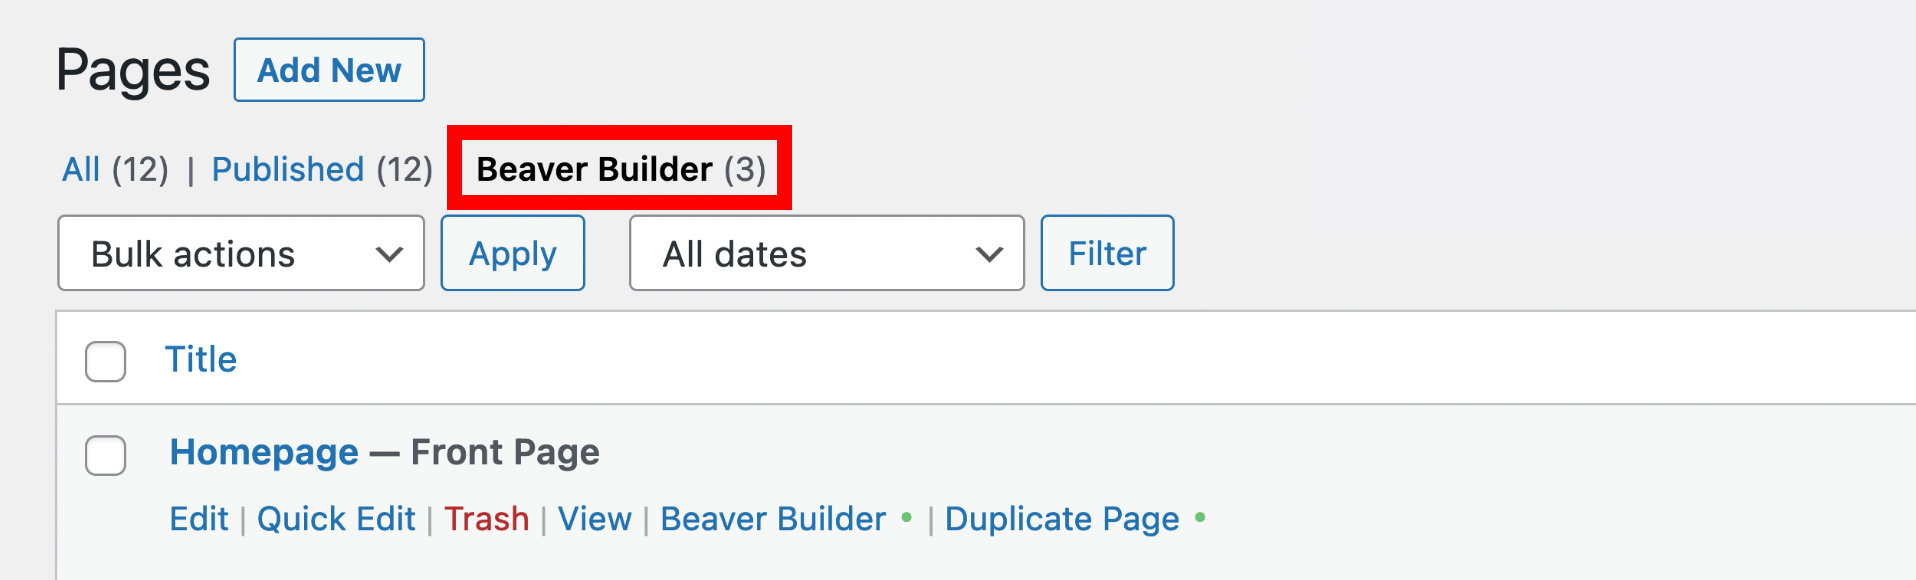 Pages Add New
All (12) | Published (12) Beaver Builder (3)
Bulk actions Apply All dates Filter
Title
Homepage — Front Page
Edit | Quick Edit | Trash | View | Beaver Builder • | Duplicate Page •